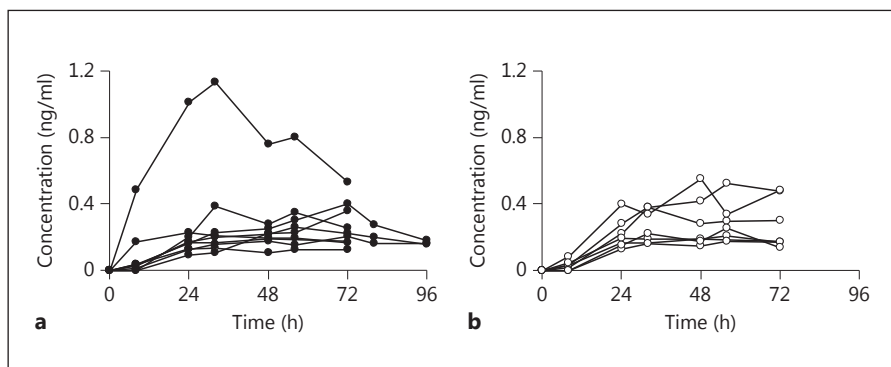 1.2
0.8
0.4
0
Concentration (ng/ml)
0 24 48 72 96
Time (h)
a
1.2
0.8
0.4
0
Concentration (ng/ml)
0 24 48 72 96
Time (h)
b